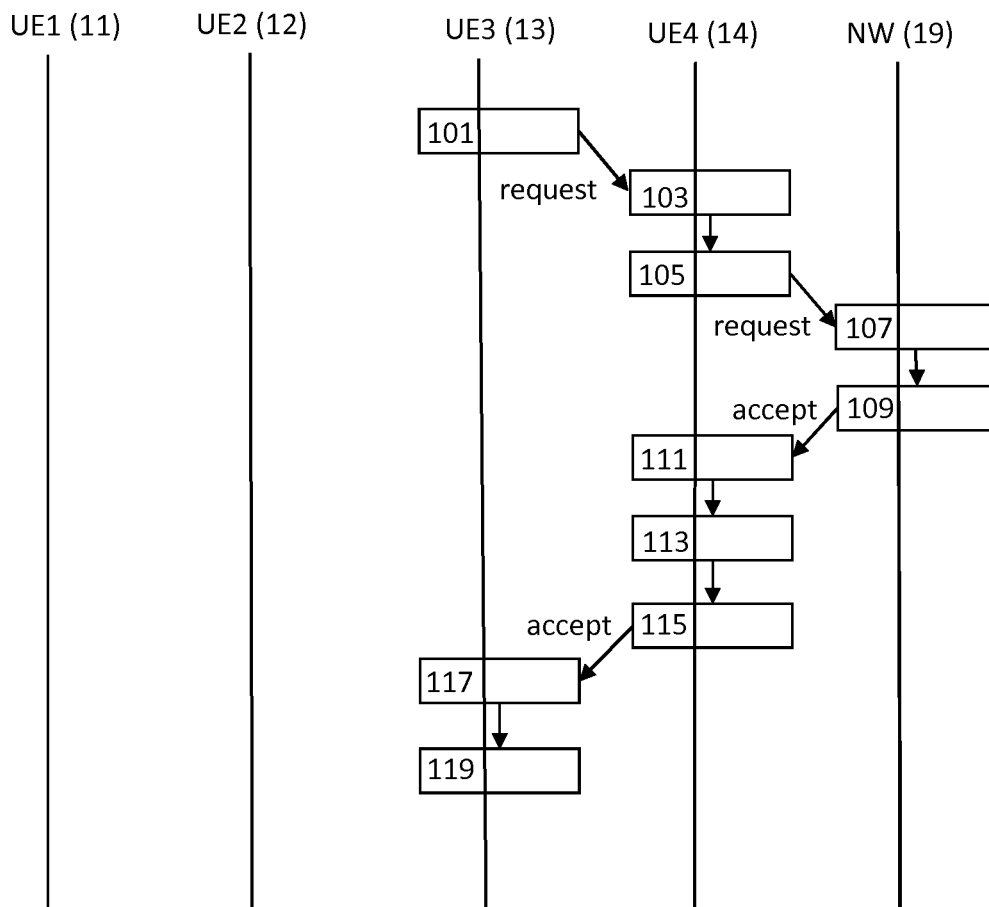 UE1 (11)
UE2 (12)
UE3 (13)
UE4 (14)
NW (19)
101
request
103
105
request
107
accept
109
111
113
accept
115
117
119